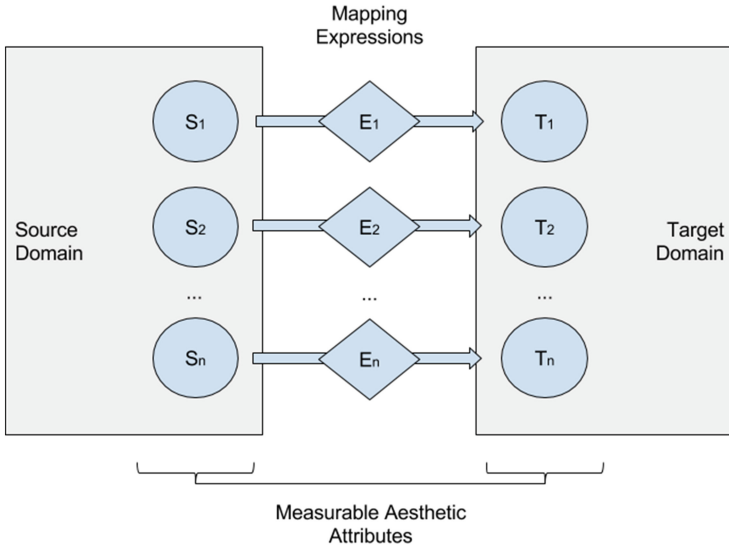 Mapping
Expressions
S1
E1
T1
Source
Domain
S2
E2
T2
Target
Domain
...
...
...
Sn
En
Tn
Measurable Aesthetic
Attributes